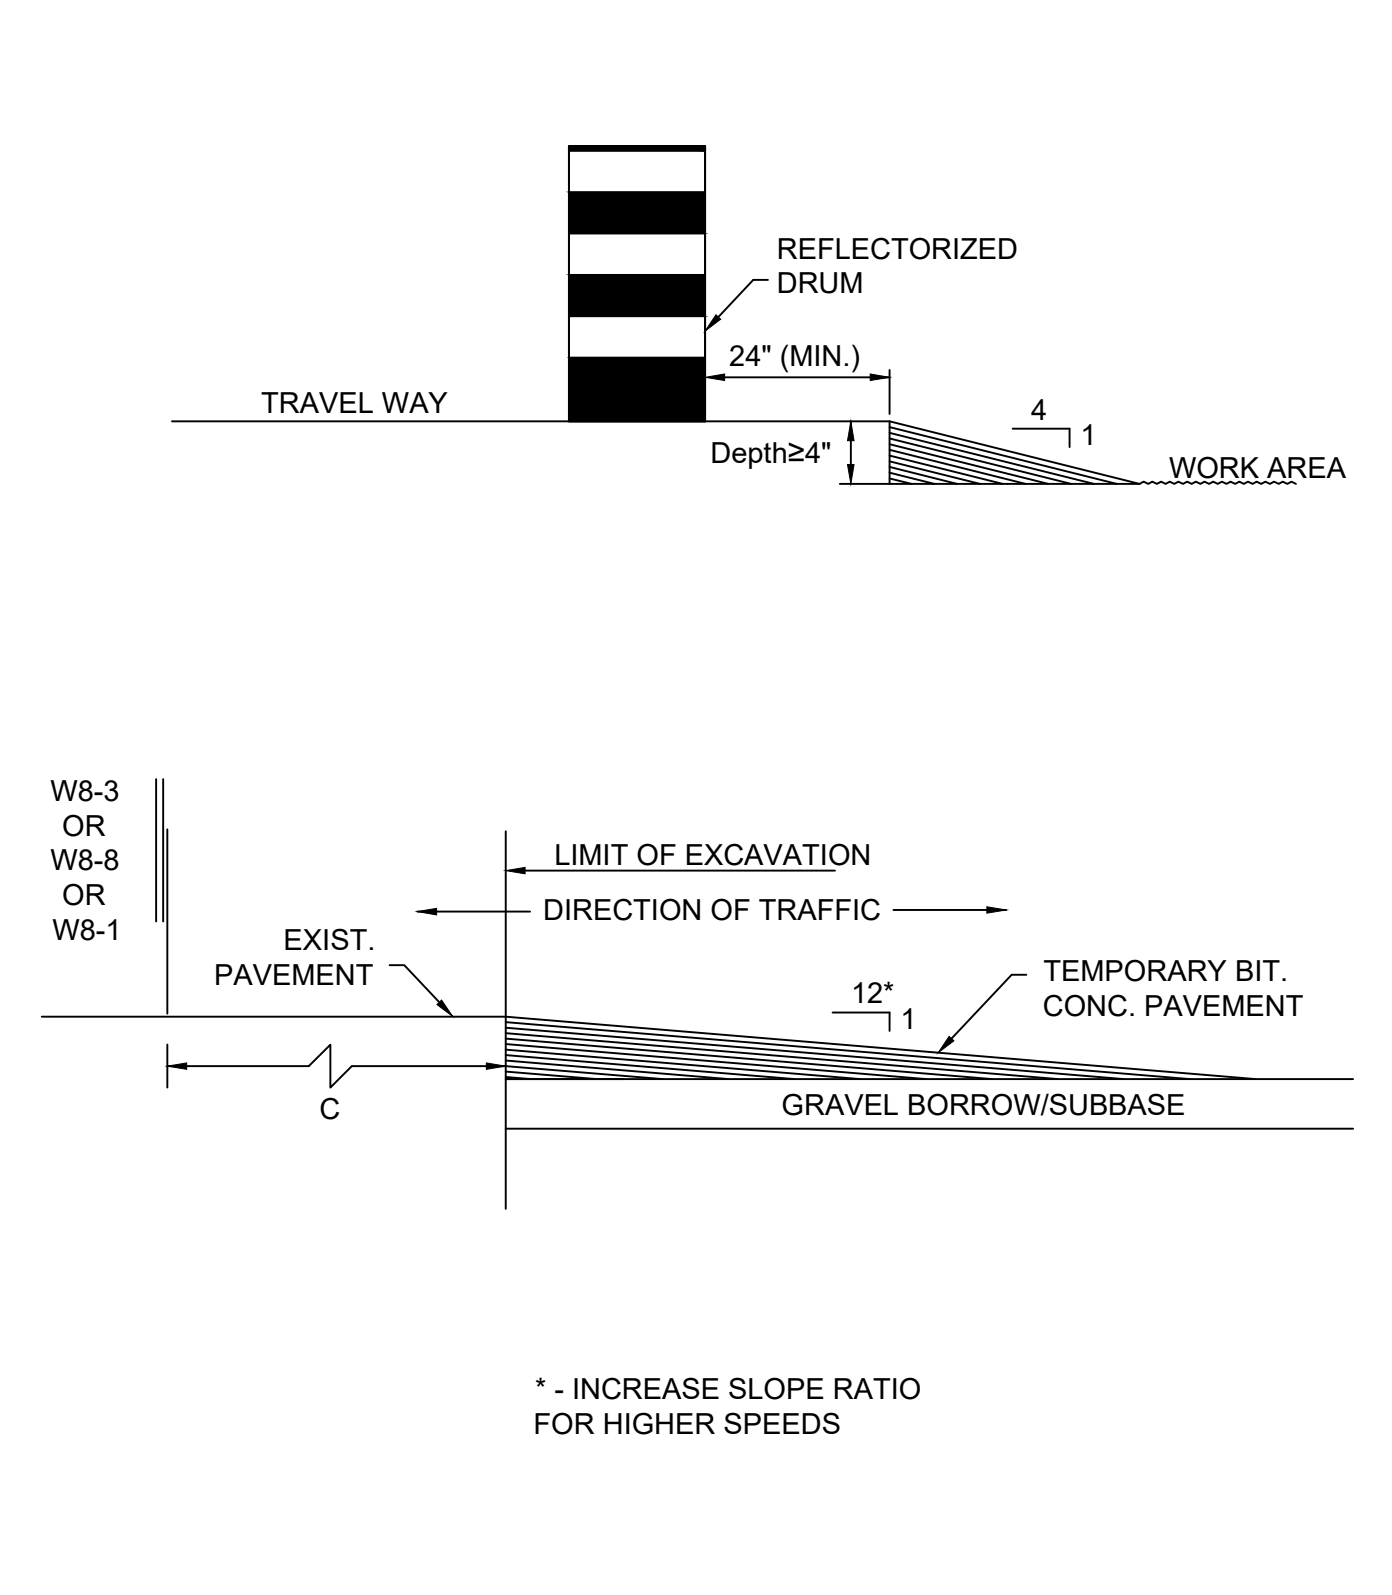 REFLECTORIZED
DRUM
24" (MIN.)
TRAVEL WAY
4
1
Depth≥4"
WORK AREA
W8-3
OR
W8-8
OR
W8-1
LIMIT OF EXCAVATION
DIRECTION OF TRAFFIC
EXIST.
PAVEMENT
12*
1
TEMPORARY BIT.
CONC. PAVEMENT
C
GRAVEL BORROW/SUBBASE
* - INCREASE SLOPE RATIO
FOR HIGHER SPEEDS